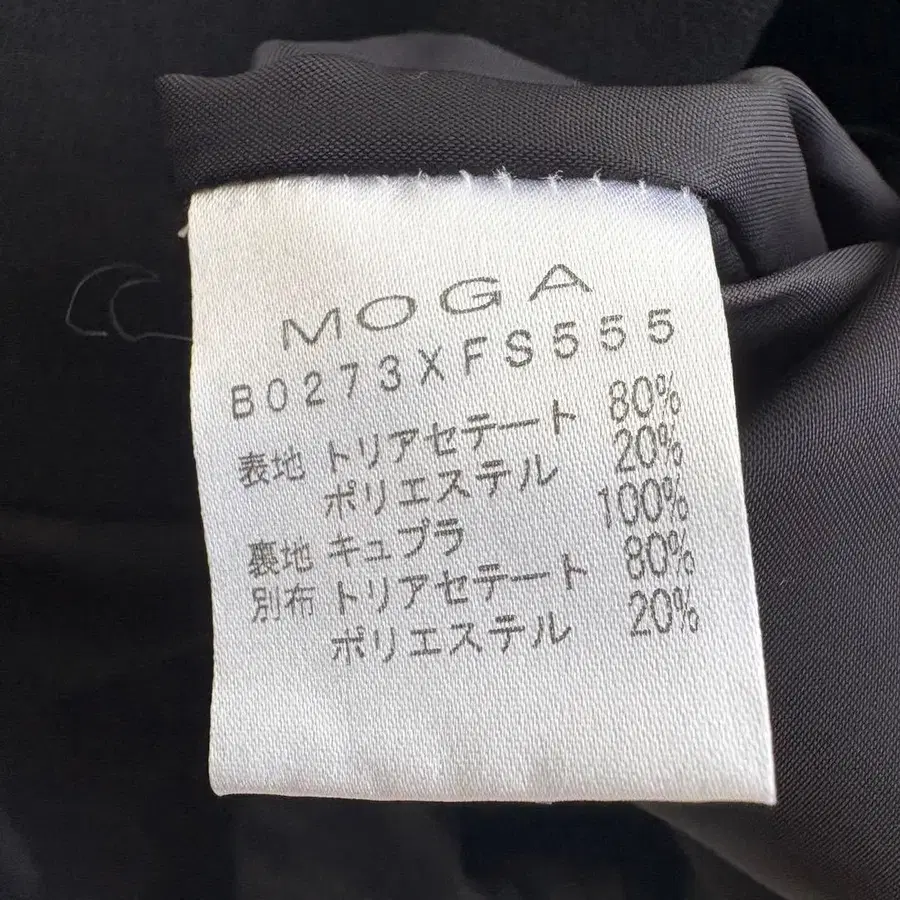 MOGA
B0273XFS555
表地 トリアセテート 80%
ポリエステル 20%
裏地 キュプラ 100%
別布 トリアセテート 80%
ポリエステル 20%